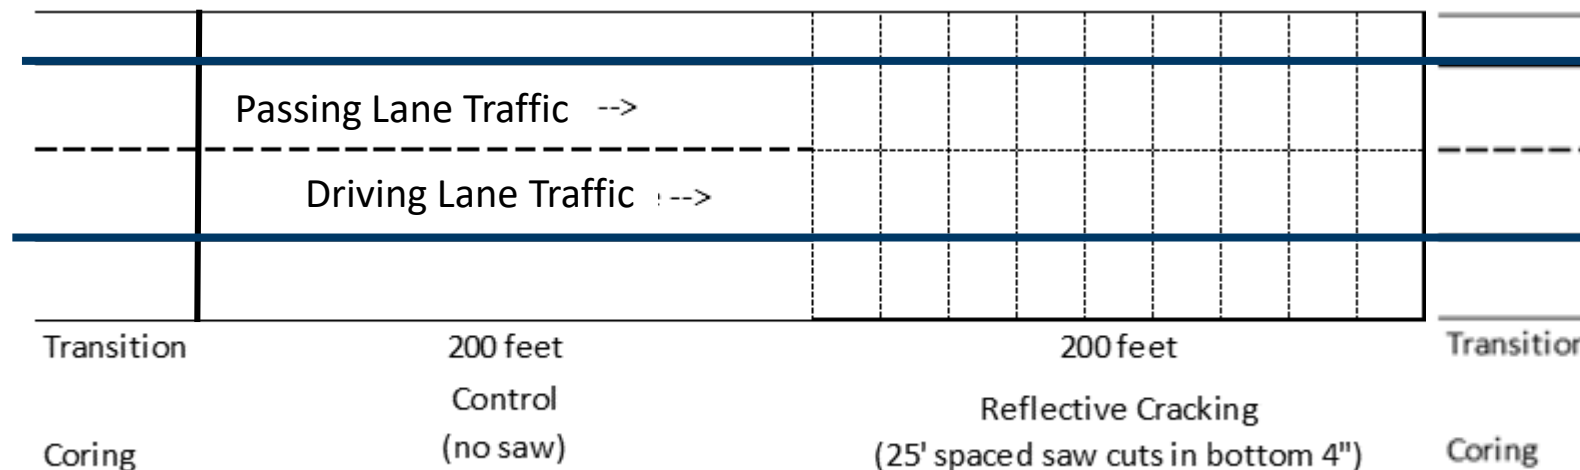 Passing Lane Traffic -->
Driving Lane Traffic -->
Transition
200 feet
200 feet
Transition
Control
(no saw)
Reflective Cracking
(25' spaced saw cuts in bottom 4")
Coring
Coring